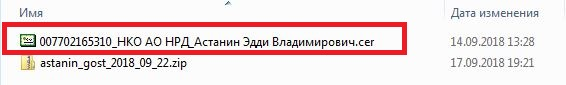 Имя Дата изменения
007702165310_НКО АО НРД_Астанин Эдди Владимирович.cer 14.09.2018 13:28
astanin_gost_2018_09_22.zip 17.09.2018 19:21